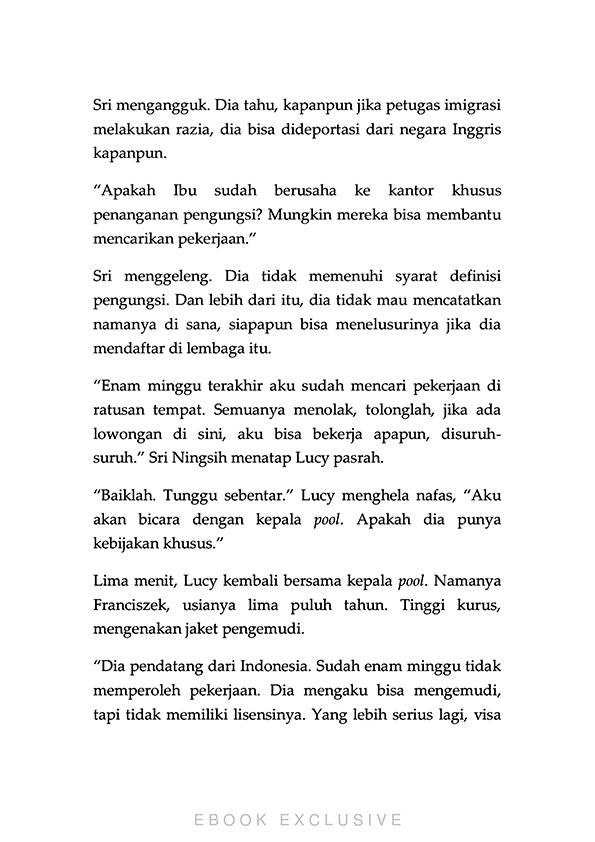 Sri mengangguk. Dia tahu, kapanpun jika petugas imigrasi
melakukan razia, dia bisa dideportasi dari negara Inggris
kapanpun.
“Apakah Ibu sudah berusaha ke kantor khusus
penanganan pengungsi? Mungkin mereka bisa membantu
mencarikan pekerjaan.”
Sri menggeleng. Dia tidak memenuhi syarat definisi
pengungsi. Dan lebih dari itu, dia tidak mau mencatatkan
namanya di sana, siapapun bisa menelusurinya jika dia
mendaftar di lembaga itu.
“Enam minggu terakhir aku sudah mencari pekerjaan di
ratusan tempat. Semuanya menolak, tolonglah, jika ada
lowongan di sini, aku bisa bekerja apapun, disuruh-
suruh.” Sri Ningsih menatap Lucy pasrah.
“Baiklah. Tunggu sebentar.” Lucy menghela nafas, “Aku
akan bicara dengan kepala pool. Apakah dia punya
kebijakan khusus.”
Lima menit, Lucy kembali bersama kepala pool. Namanya
Franciszek, usianya lima puluh tahun. Tinggi kurus,
mengenakan jaket pengemudi.
“Dia pendatang dari Indonesia. Sudah enam minggu tidak
memperoleh pekerjaan. Dia mengaku bisa mengemudi,
tapi tidak memiliki lisensinya. Yang lebih serius lagi, visa
EBOOK EXCLUSIVE